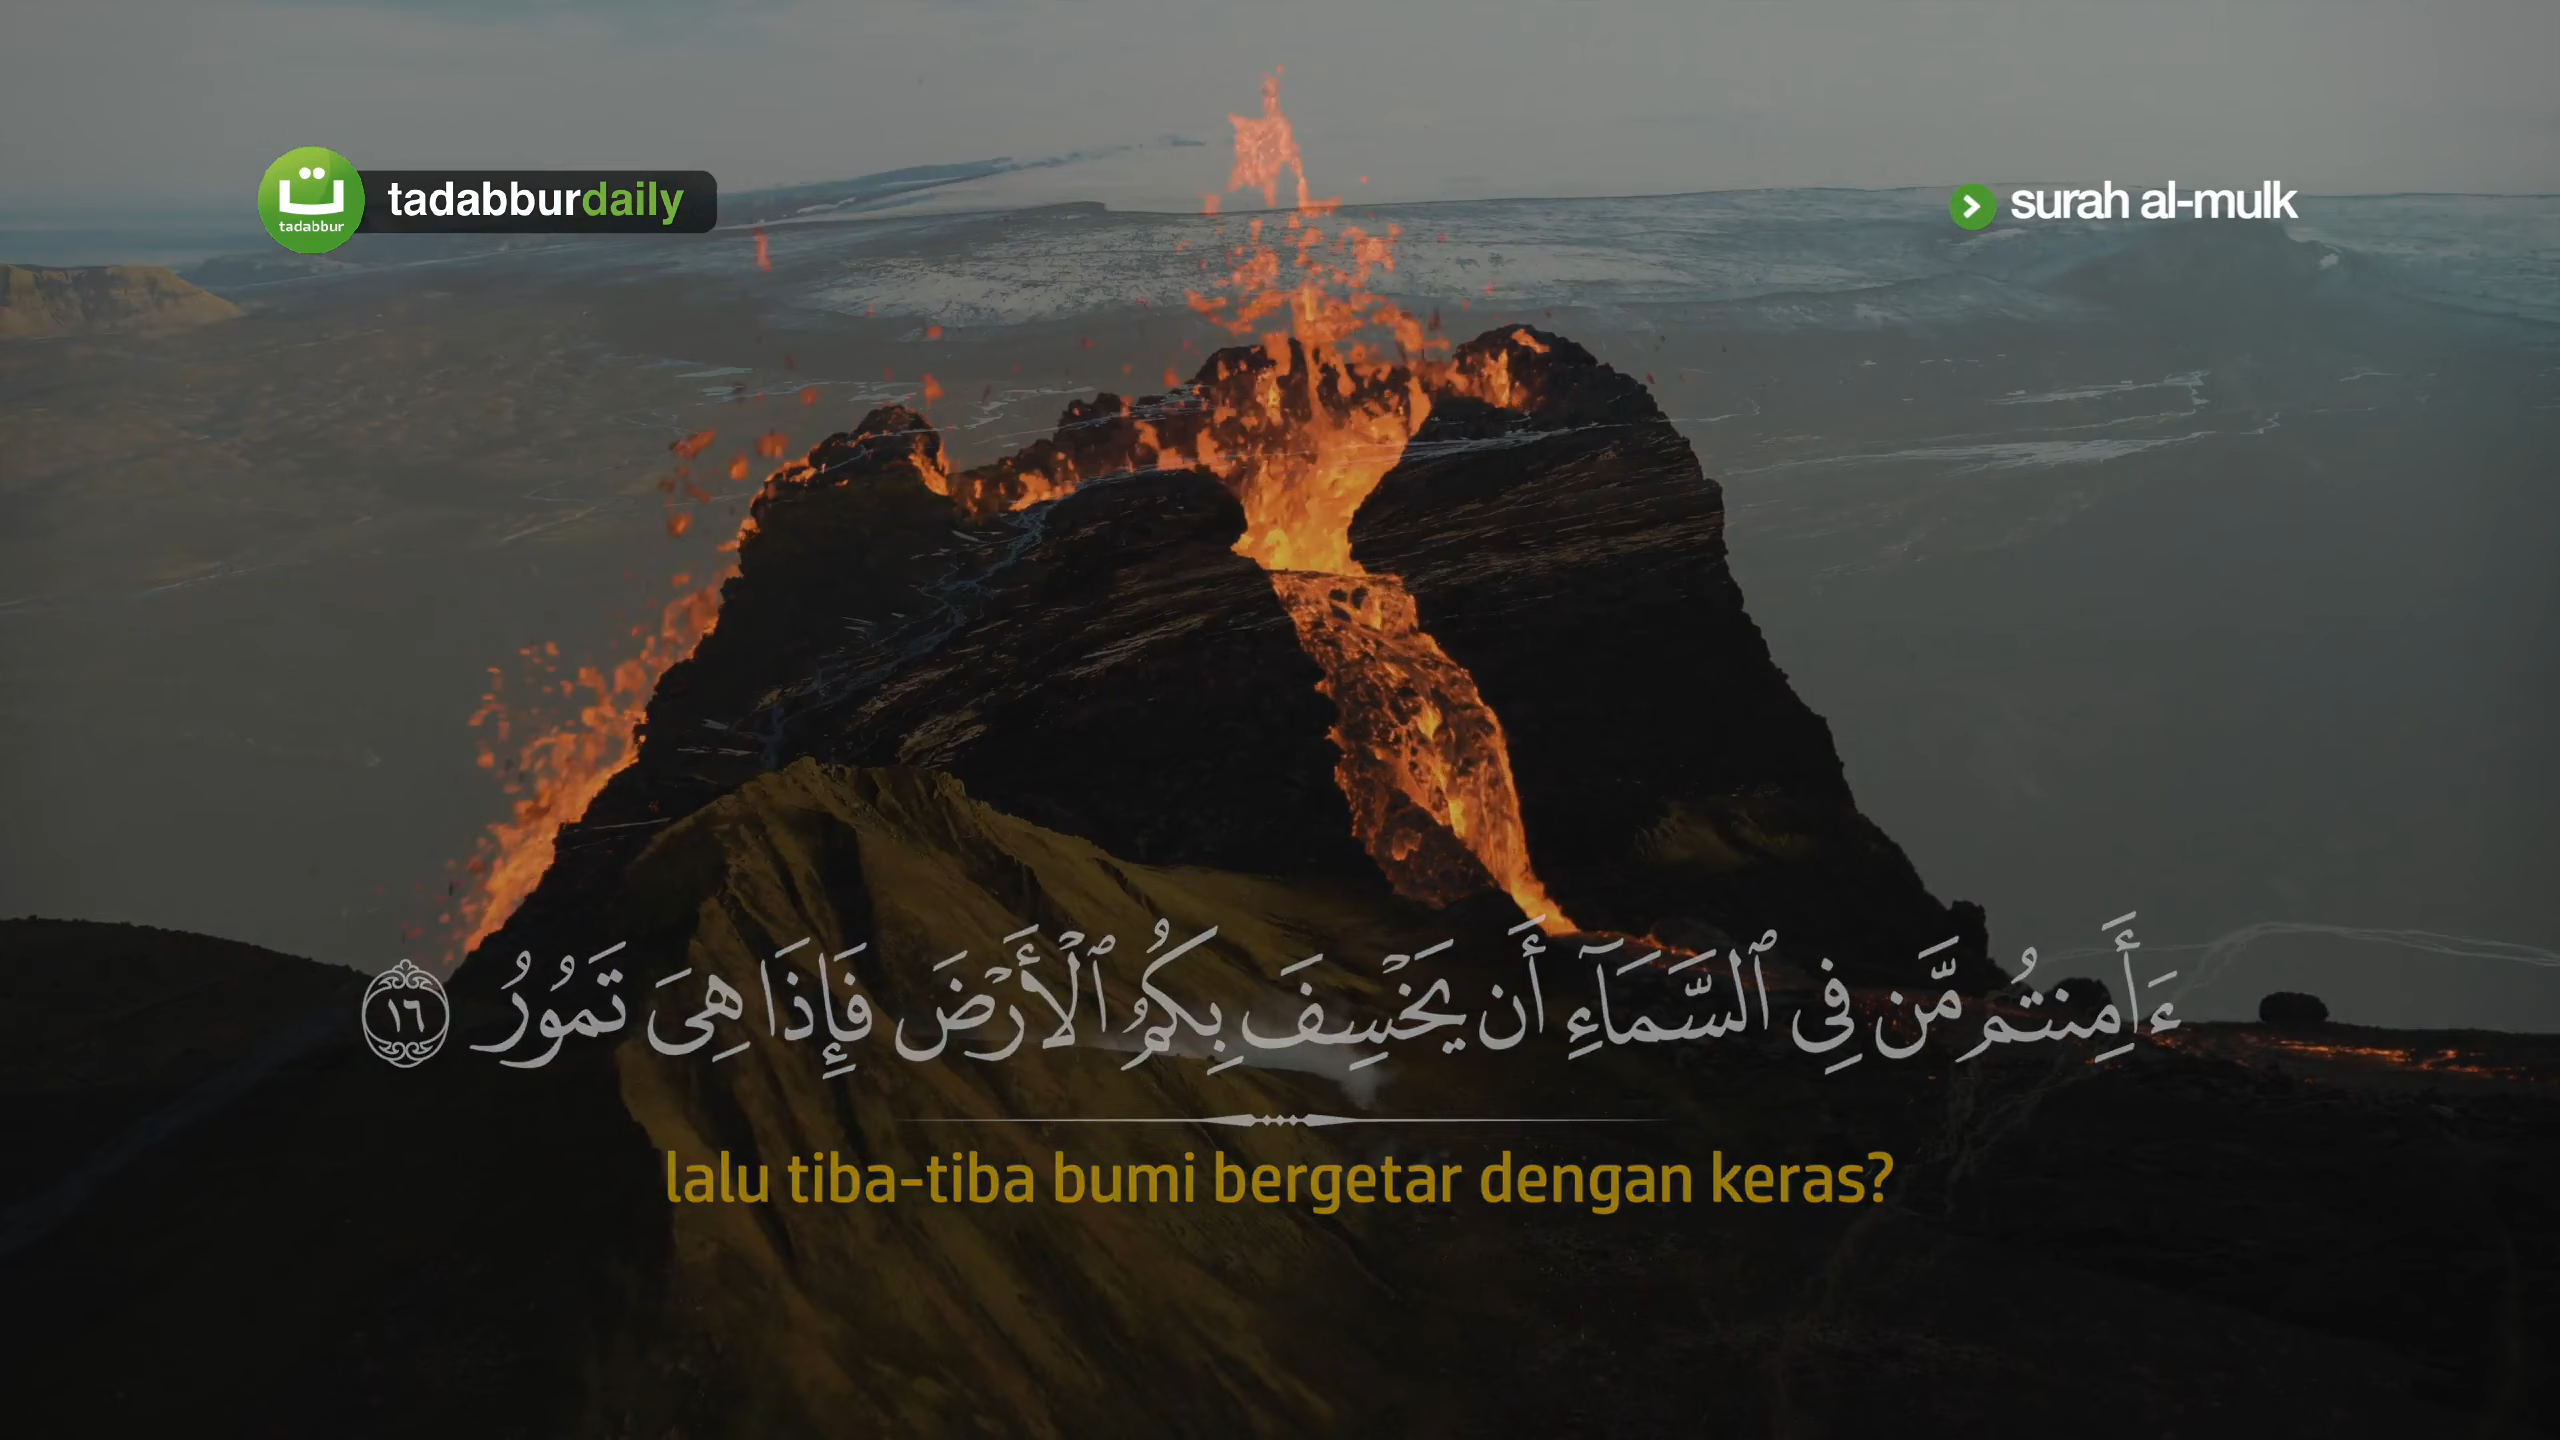 tadabburdaily
tadabbur
surah al-mulk
ءَأَمِنتُم مَّن فِى ٱلسَّمَآءِ أَن يَخْسِفَ بِكُمُ ٱلْأَرْضَ فَإِذَا هِىَ تَمُورُ ١٦
lalu tiba-tiba bumi bergetar dengan keras?